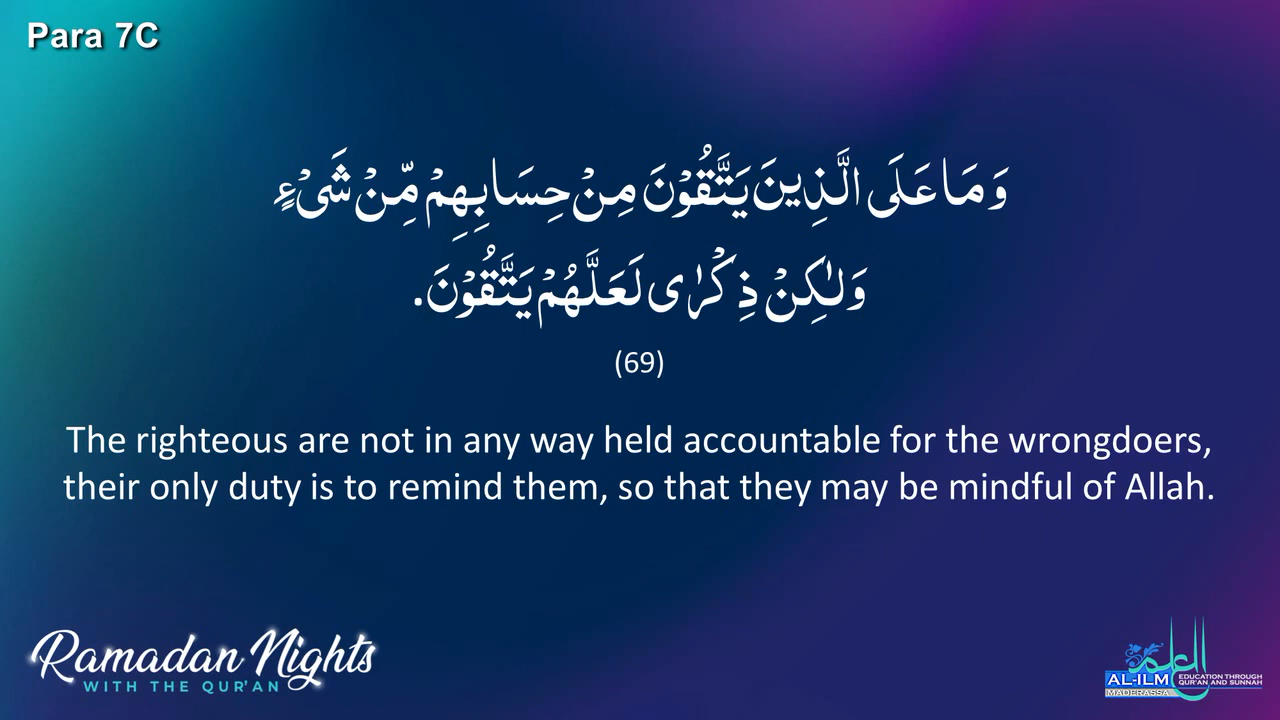 Para 7C
وَمَا عَلَى الَّذِينَ يَتَّقُوْنَ مِنْ حِسَابِهِمْ مِّنْ شَىْءٍ
وَلٰكِنْ ذِكْرٰى لَعَلَّهُمْ يَتَّقُوْنَ.
(69)
The righteous are not in any way held accountable for the wrongdoers,
their only duty is to remind them, so that they may be mindful of Allah.
Ramadan Nights
WITH THE QUR'AN
العلم
AL-ILM
MADERASSA
EDUCATION THROUGH
QUR'AN AND SUNNAH